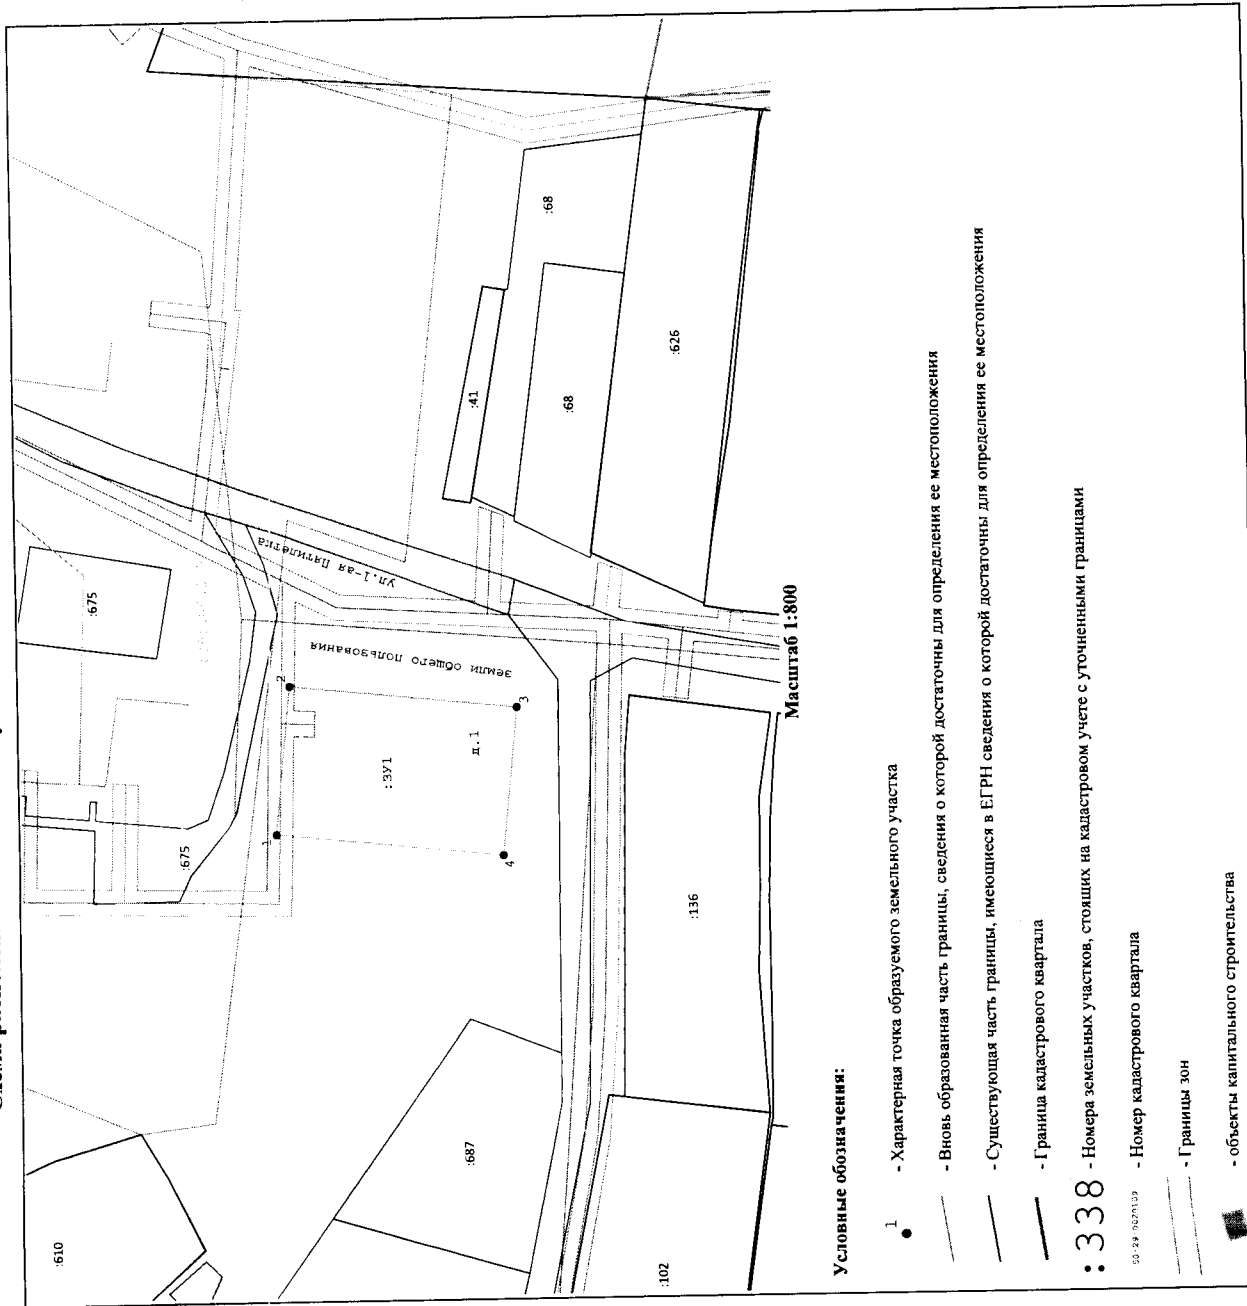 :675
:675
:610
:687
:102
:136
:626
:68
:68
:41
ул.1-ая Пятилетка
земли общего пользования
:ЗУ1
д.1
1
2
3
4
Масштаб 1:800
Условные обозначения:
1 - Характерная точка образуемого земельного участка
- Вновь образованная часть границы, сведения о которой достаточны для определения ее местоположения
- Существующая часть границы, имеющиеся в ЕГРН сведения о которой достаточны для определения ее местоположения
- Граница кадастрового квартала
:338 - Номера земельных участков, стоящих на кадастровом учете с уточненными границами
- Номер кадастрового квартала
- Границы зон
- объекты капитального строительства